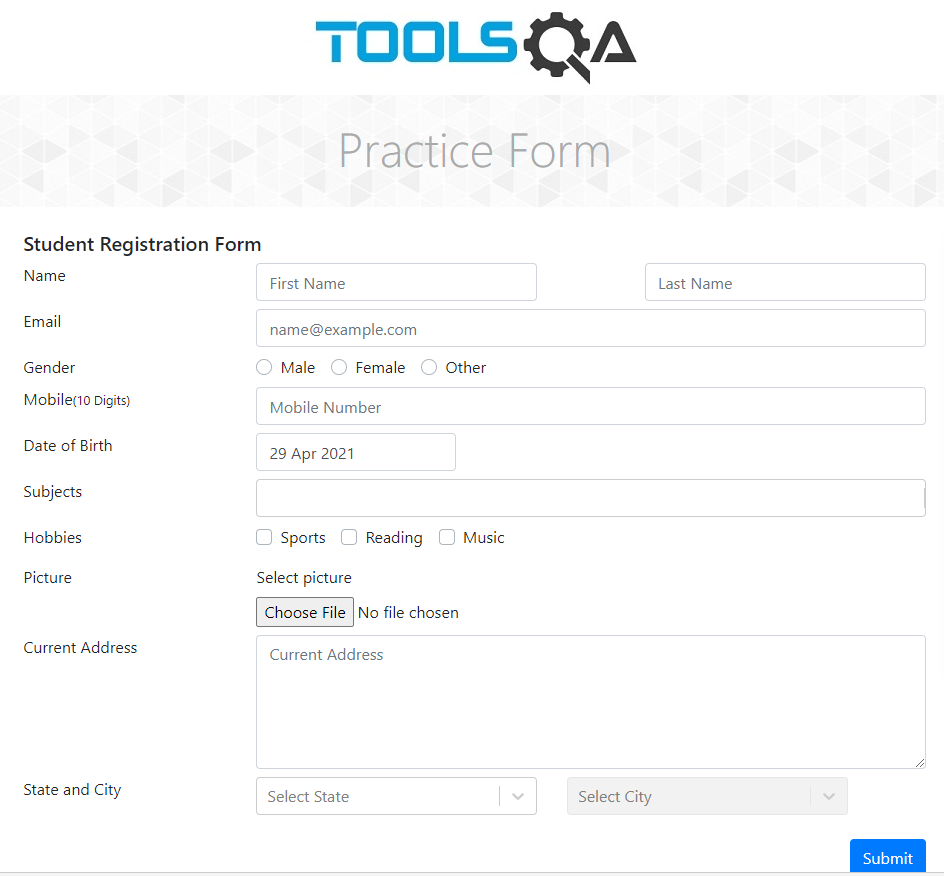 TOOLSQA
Practice Form
Student Registration Form
Name First Name Last Name
Email name@example.com
Gender Male Female Other
Mobile(10 Digits) Mobile Number
Date of Birth 29 Apr 2021
Subjects
Hobbies Sports Reading Music
Picture Select picture
Choose File No file chosen
Current Address Current Address
State and City Select State Select City
Submit